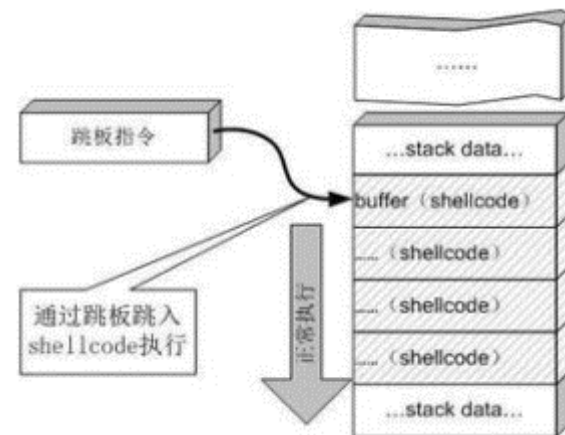 ……
跳板指令
...stack data...
buffer（shellcode）
......（shellcode）
......（shellcode）
......（shellcode）
...stack data...
通过跳板跳入
shellcode执行
正常执行